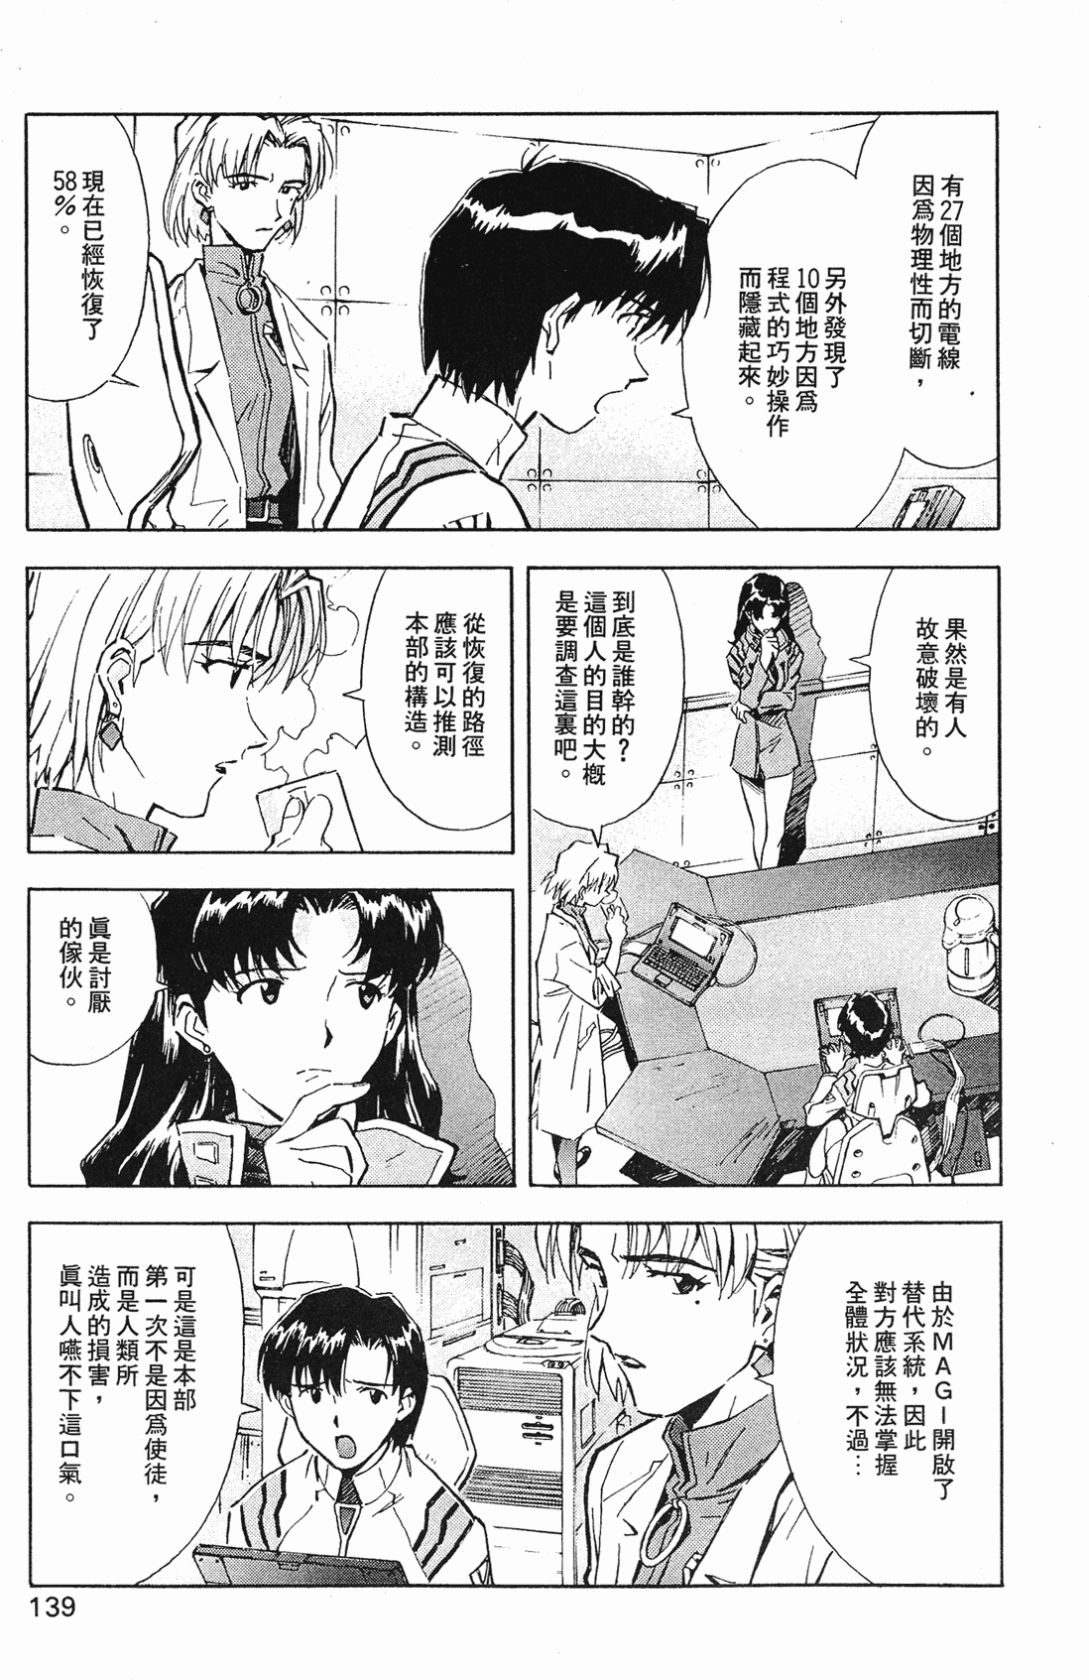 有27個地方的電線
因為物理性而切斷，
另外發現了
10個地方因為
程式的巧妙操作
而隱藏起來。
現在已經恢復了
58%。
果然是有人
故意破壞的。
到底是誰幹的？
這個人的目的大概
是要調查這裏吧。
從恢復的路徑
應該可以推測
本部的構造。
眞是討厭
的傢伙。
由於MAGI開啟了
替代系統，因此
對方應該無法掌握
全體狀況，不過…
可是這是本部
第一次不是因為使徒，
而是人類所
造成的損害，
眞叫人嚥不下這口氣。
139